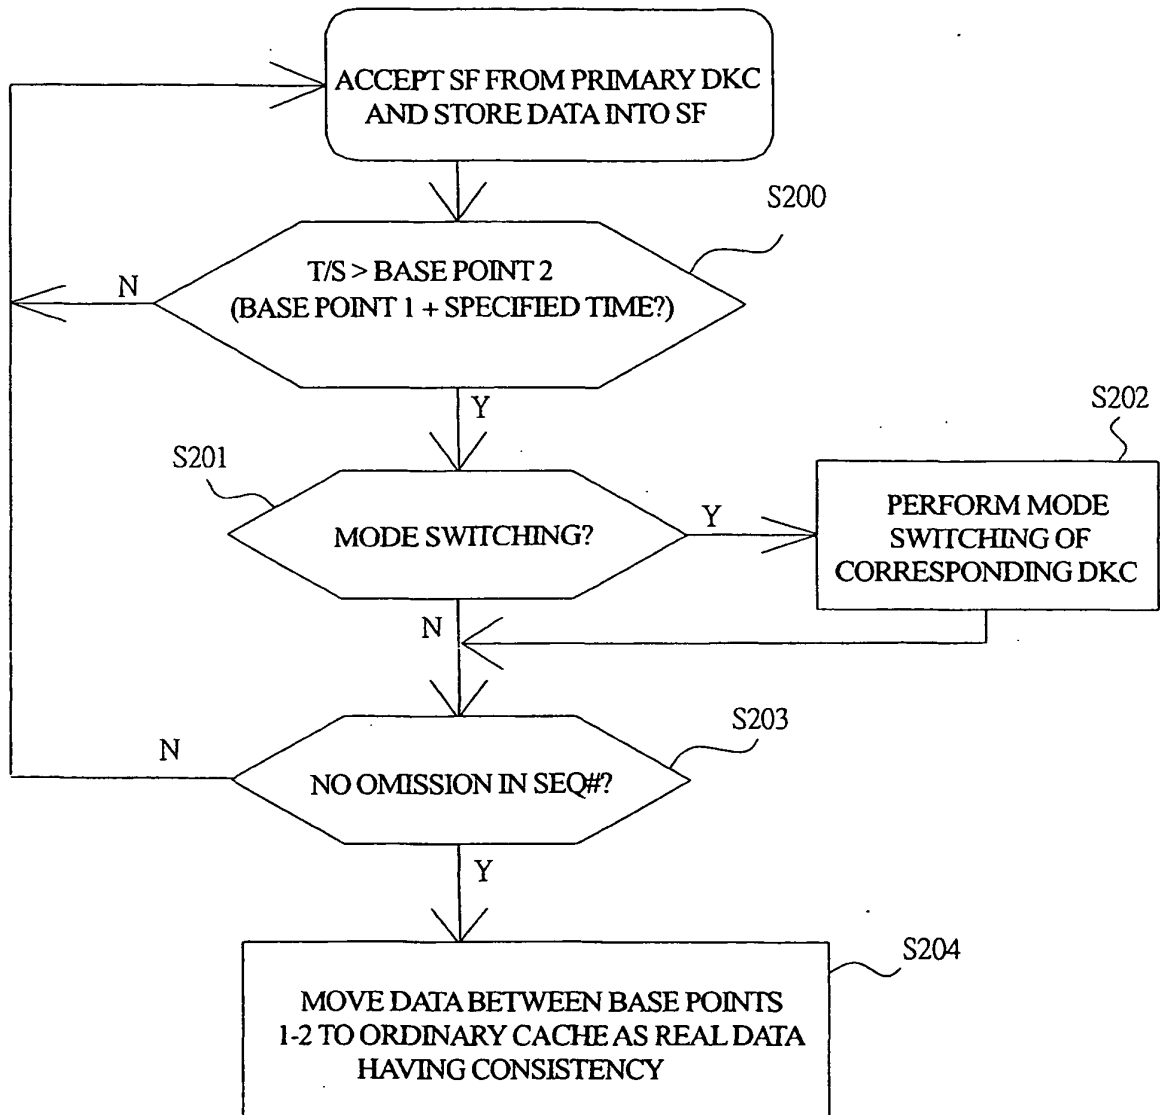 ACCEPT SF FROM PRIMARY DKC
AND STORE DATA INTO SF
S200
T/S > BASE POINT 2
(BASE POINT 1 + SPECIFIED TIME?)
N
Y
S202
S201
MODE SWITCHING?
Y
PERFORM MODE
SWITCHING OF
CORRESPONDING DKC
N
S203
N
NO OMISSION IN SEQ#?
Y
S204
MOVE DATA BETWEEN BASE POINTS
1-2 TO ORDINARY CACHE AS REAL DATA
HAVING CONSISTENCY